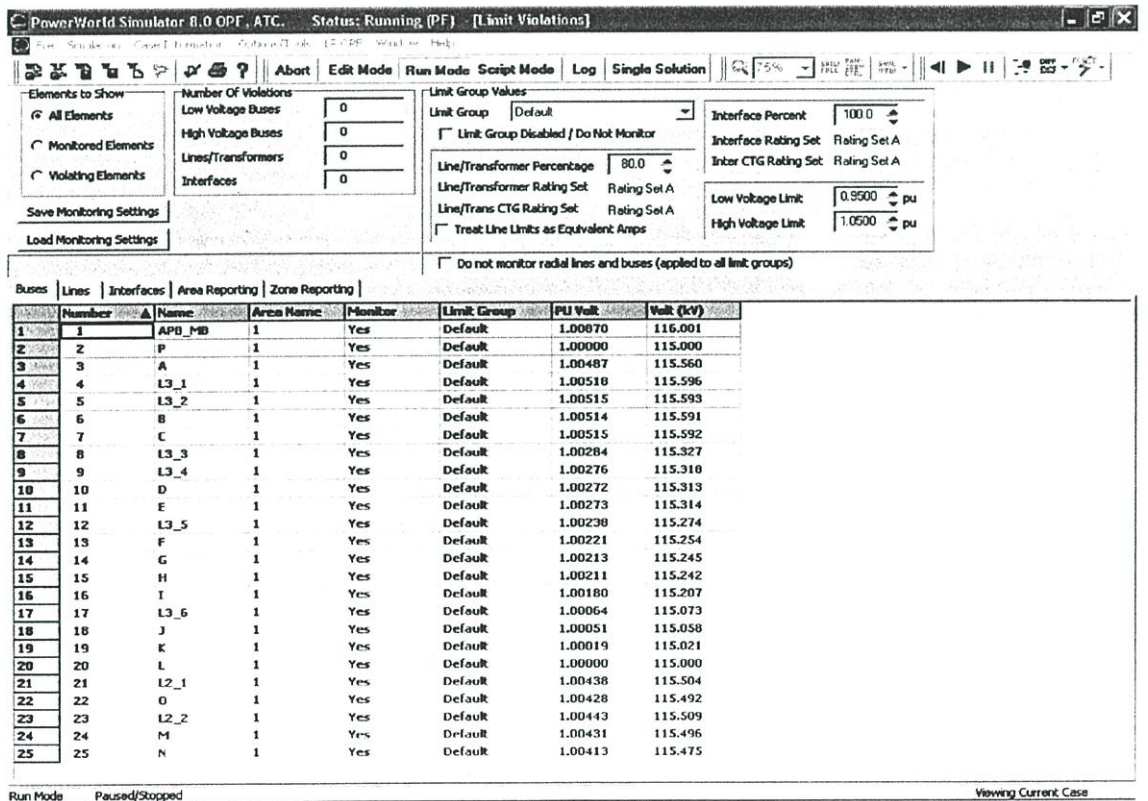 PowerWorld Simulator 8.0 OPF, ATC. Status: Running (PF) - [Limit Violations]
Window Help
Abort Edit Mode Run Mode Script Mode Log Single Solution 75%
Elements to Show
All Elements
Monitored Elements
Violating Elements
Save Monitoring Settings
Load Monitoring Settings
Number Of Violations
Low Voltage Buses 0
High Voltage Buses 0
Lines/Transformers 0
Interfaces 0
Limit Group Values
Limit Group Default
Limit Group Disabled / Do Not Monitor
Line/Transformer Percentage 80.0
Line/Transformer Rating Set Rating Set A
Line/Trans CTG Rating Set Rating Set A
Treat Line Limits as Equivalent Amps
Interface Percent 100.0
Interface Rating Set Rating Set A
Inter CTG Rating Set Rating Set A
Low Voltage Limit 0.9500 pu
High Voltage Limit 1.0500 pu
Do not monitor radial lines and buses (applied to all limit groups)
Buses Lines Interfaces Area Reporting Zone Reporting
Number Name Area Name Monitor Limit Group PU Volt Volt (kV)
1 1 APB_MB 1 Yes Default 1.00870 116.001
2 2 P 1 Yes Default 1.00000 115.000
3 3 A 1 Yes Default 1.00487 115.560
4 4 L3_1 1 Yes Default 1.00518 115.596
5 5 L3_2 1 Yes Default 1.00515 115.593
6 6 B 1 Yes Default 1.00514 115.591
7 7 C 1 Yes Default 1.00515 115.592
8 8 L3_3 1 Yes Default 1.00284 115.327
9 9 L3_4 1 Yes Default 1.00276 115.318
10 10 D 1 Yes Default 1.00272 115.313
11 11 E 1 Yes Default 1.00273 115.314
12 12 L3_5 1 Yes Default 1.00238 115.274
13 13 F 1 Yes Default 1.00221 115.254
14 14 G 1 Yes Default 1.00213 115.245
15 15 H 1 Yes Default 1.00211 115.242
16 16 I 1 Yes Default 1.00180 115.207
17 17 L3_6 1 Yes Default 1.00064 115.073
18 18 J 1 Yes Default 1.00051 115.058
19 19 K 1 Yes Default 1.00019 115.021
20 20 L 1 Yes Default 1.00000 115.000
21 21 L2_1 1 Yes Default 1.00438 115.504
22 22 O 1 Yes Default 1.00428 115.492
23 23 L2_2 1 Yes Default 1.00443 115.509
24 24 M 1 Yes Default 1.00431 115.496
25 25 N 1 Yes Default 1.00413 115.475
Run Mode Paused/Stopped Viewing Current Case